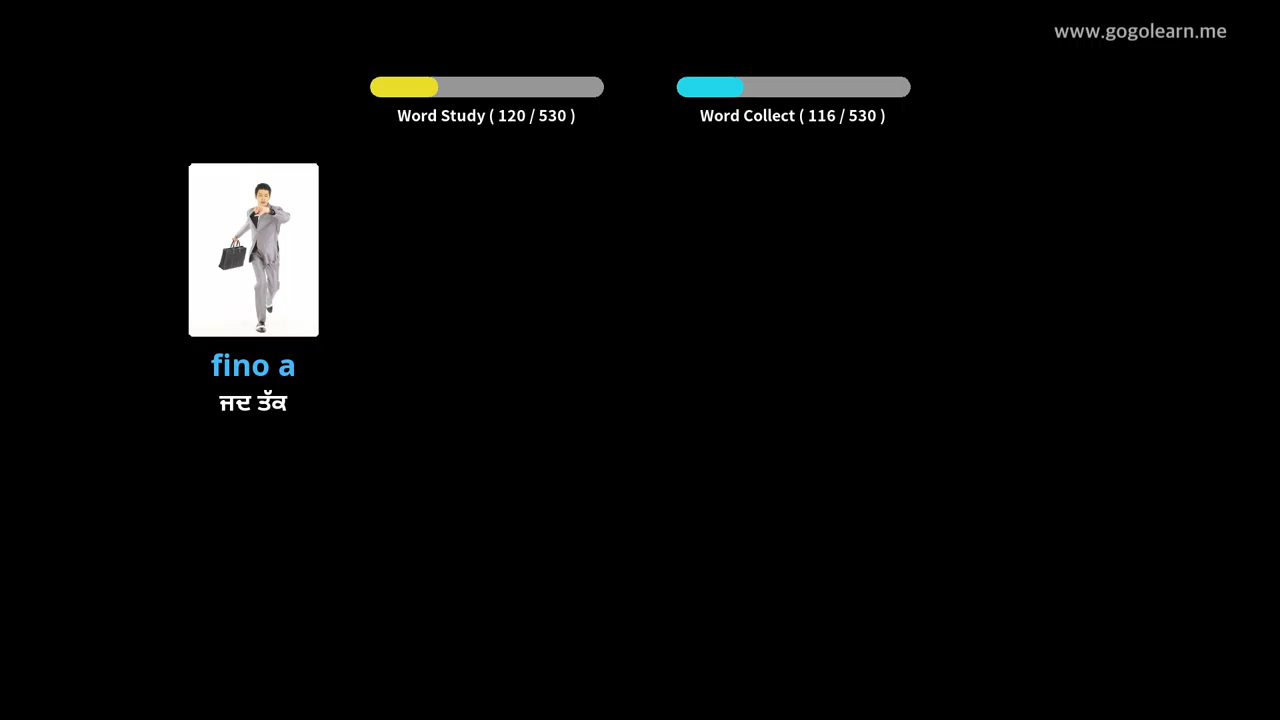 www.gogolearn.me
Word Study ( 120 / 530 )
Word Collect ( 116 / 530 )
fino a
ਜਦ ਤੱਕ